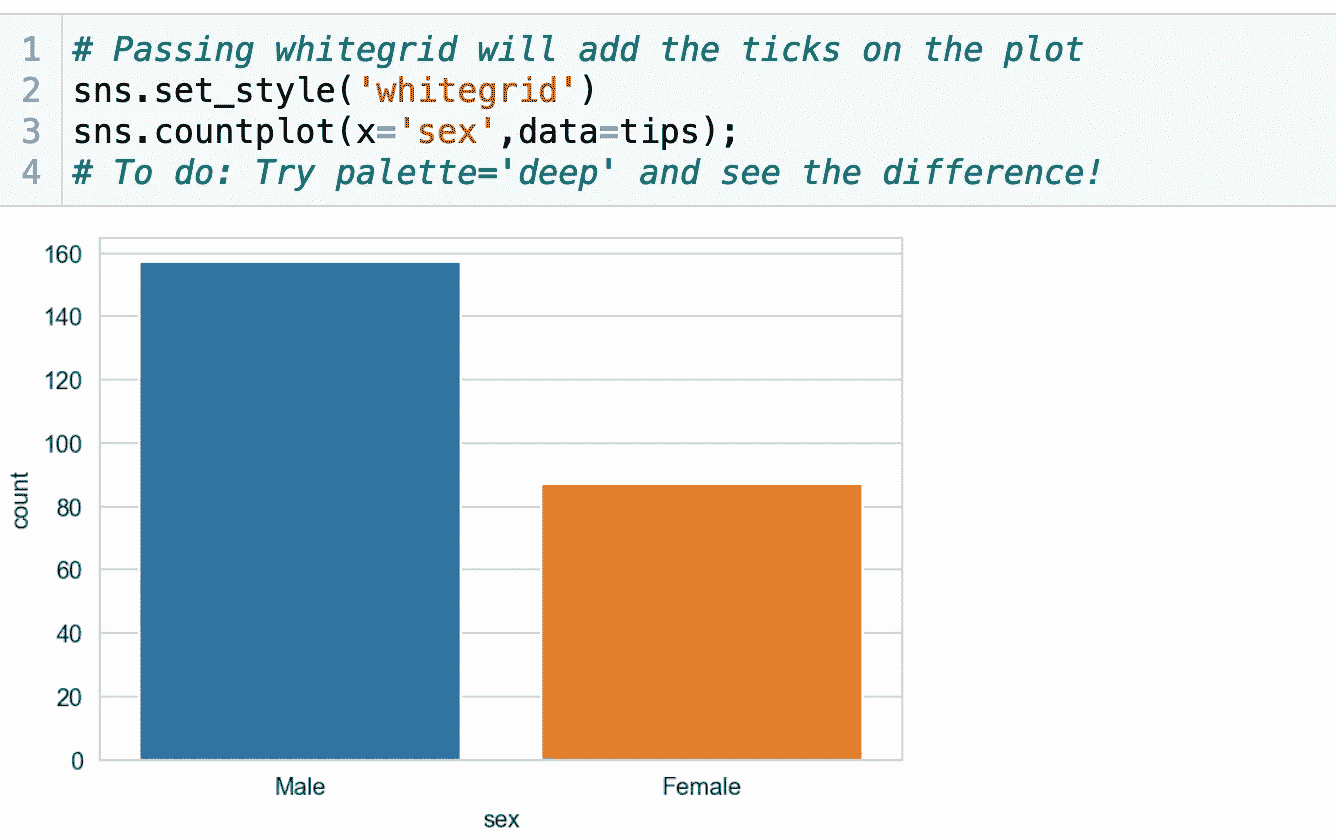 1 # Passing whitegrid will add the ticks on the plot
2 sns.set_style('whitegrid')
3 sns.countplot(x='sex',data=tips);
4 # To do: Try palette='deep' and see the difference!
160
140
120
100
80
60
40
20
0
count
Male Female
sex